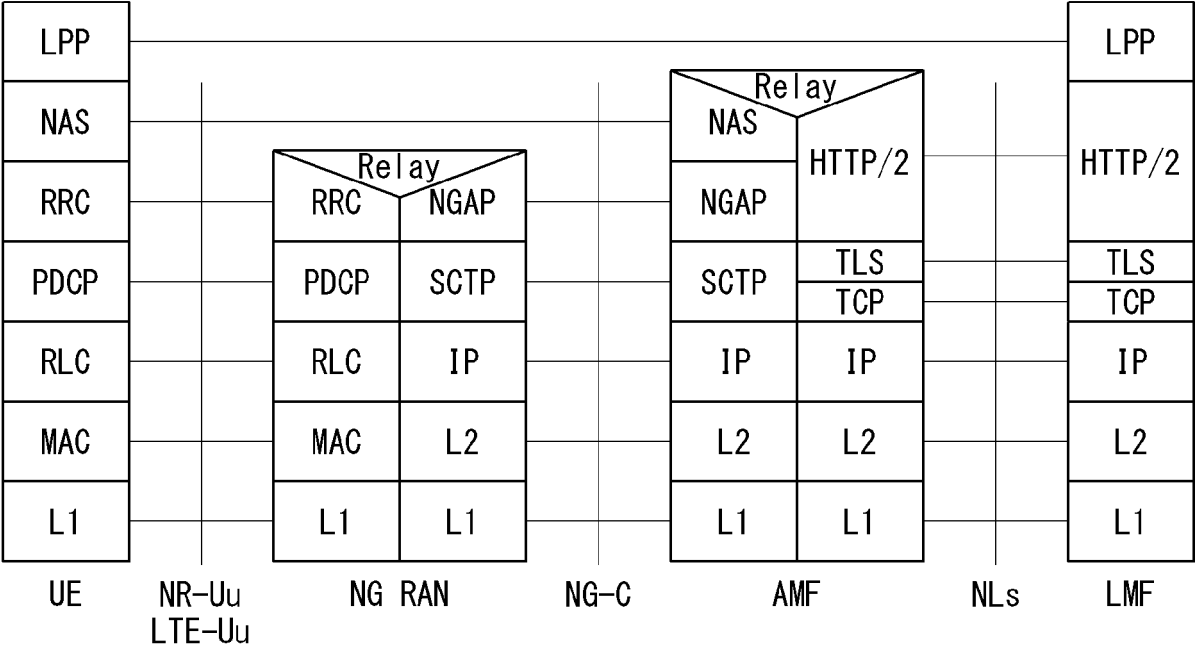 LPP LPP
Relay
NAS NAS HTTP/2 HTTP/2
Relay
RRC RRC NGAP NGAP
PDCP PDCP SCTP SCTP TLS TLS
TCP TCP
RLC RLC IP IP IP IP
MAC MAC L2 L2 L2 L2
L1 L1 L1 L1 L1 L1
UE NR-Uu NG RAN NG-C AMF NLs LMF
LTE-Uu